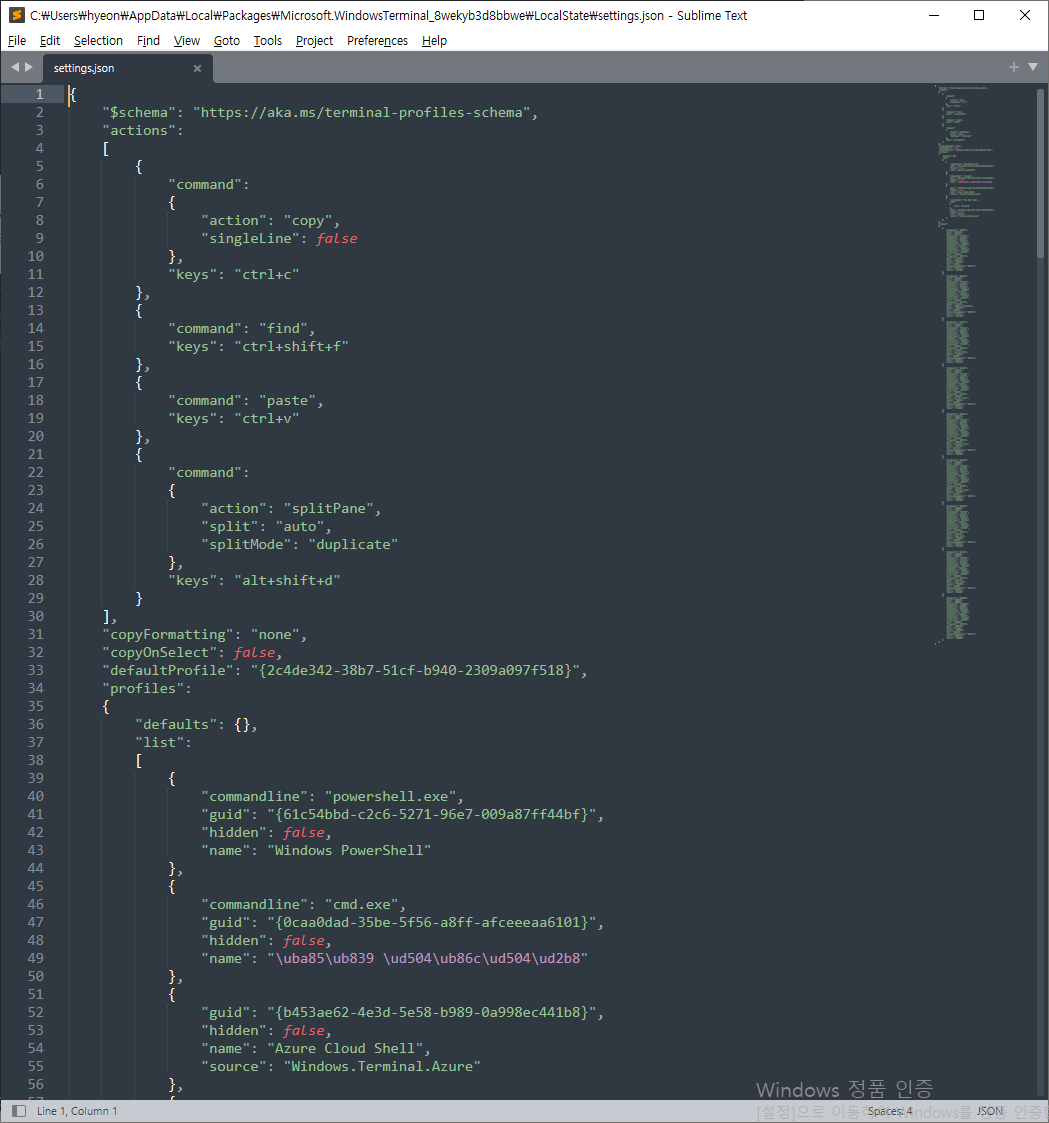 C:₩Users₩hyeon₩AppData₩Local₩Packages₩Microsoft.WindowsTerminal_8wekyb3d8bbwe₩LocalState₩settings.json - Sublime Text
File Edit Selection Find View Goto Tools Project Preferences Help
settings.json
1 {
2 "$schema": "https://aka.ms/terminal-profiles-schema",
3 "actions":
4 [
5 {
6 "command":
7 {
8 "action": "copy",
9 "singleLine": false
10 },
11 "keys": "ctrl+c"
12 },
13 {
14 "command": "find",
15 "keys": "ctrl+shift+f"
16 },
17 {
18 "command": "paste",
19 "keys": "ctrl+v"
20 },
21 {
22 "command":
23 {
24 "action": "splitPane",
25 "split": "auto",
26 "splitMode": "duplicate"
27 },
28 "keys": "alt+shift+d"
29 }
30 ],
31 "copyFormatting": "none",
32 "copyOnSelect": false,
33 "defaultProfile": "{2c4de342-38b7-51cf-b940-2309a097f518}",
34 "profiles":
35 {
36 "defaults": {},
37 "list":
38 [
39 {
40 "commandline": "powershell.exe",
41 "guid": "{61c54bbd-c2c6-5271-96e7-009a87ff44bf}",
42 "hidden": false,
43 "name": "Windows PowerShell"
44 },
45 {
46 "commandline": "cmd.exe",
47 "guid": "{0caa0dad-35be-5f56-a8ff-afceeeaa6101}",
48 "hidden": false,
49 "name": "\uba85\ub839 \ud504\ub86c\ud504\ud2b8"
50 },
51 {
52 "guid": "{b453ae62-4e3d-5e58-b989-0a998ec441b8}",
53 "hidden": false,
54 "name": "Azure Cloud Shell",
55 "source": "Windows.Terminal.Azure"
56 },
Windows 정품 인증
[설정]으로 이동하여 Windows를 정품 인증
Line 1, Column 1 Spaces: 4 JSON